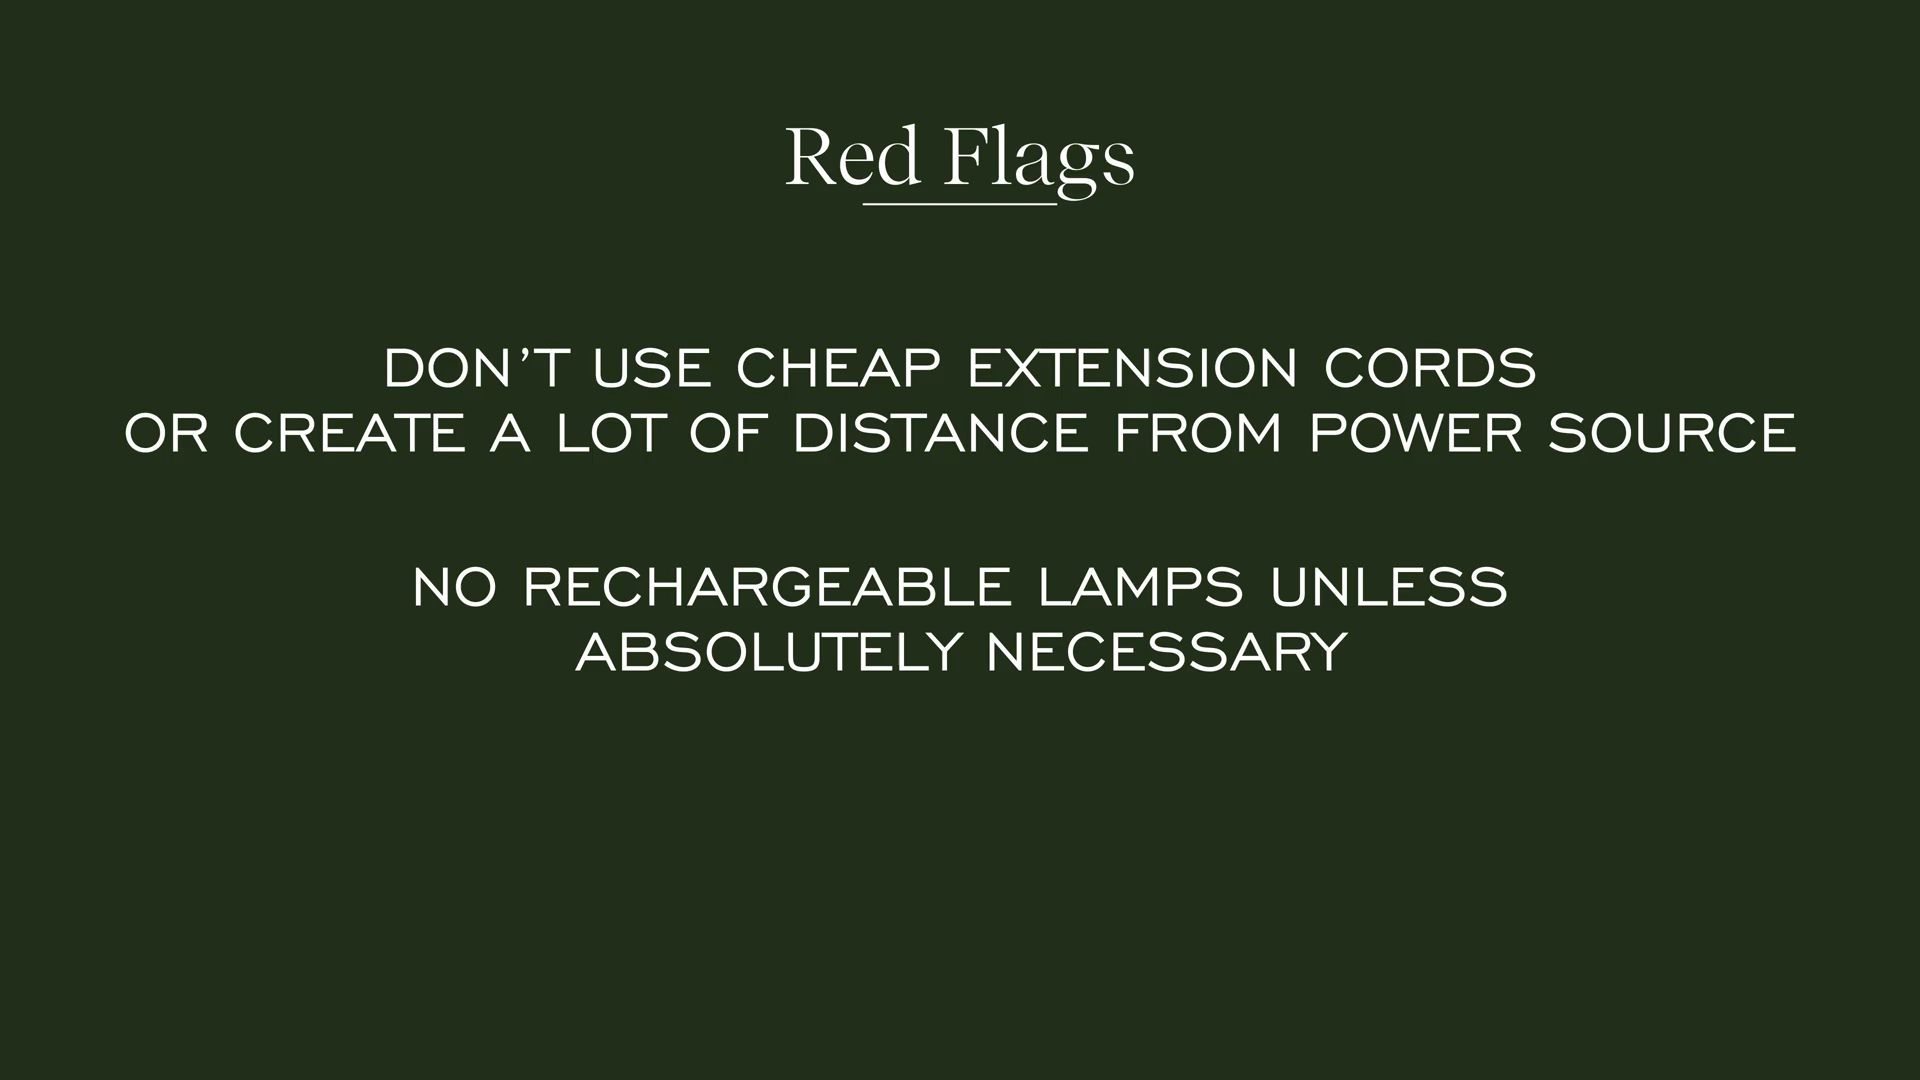 Red Flags
DON’T USE CHEAP EXTENSION CORDS
OR CREATE A LOT OF DISTANCE FROM POWER SOURCE
NO RECHARGEABLE LAMPS UNLESS
ABSOLUTELY NECESSARY